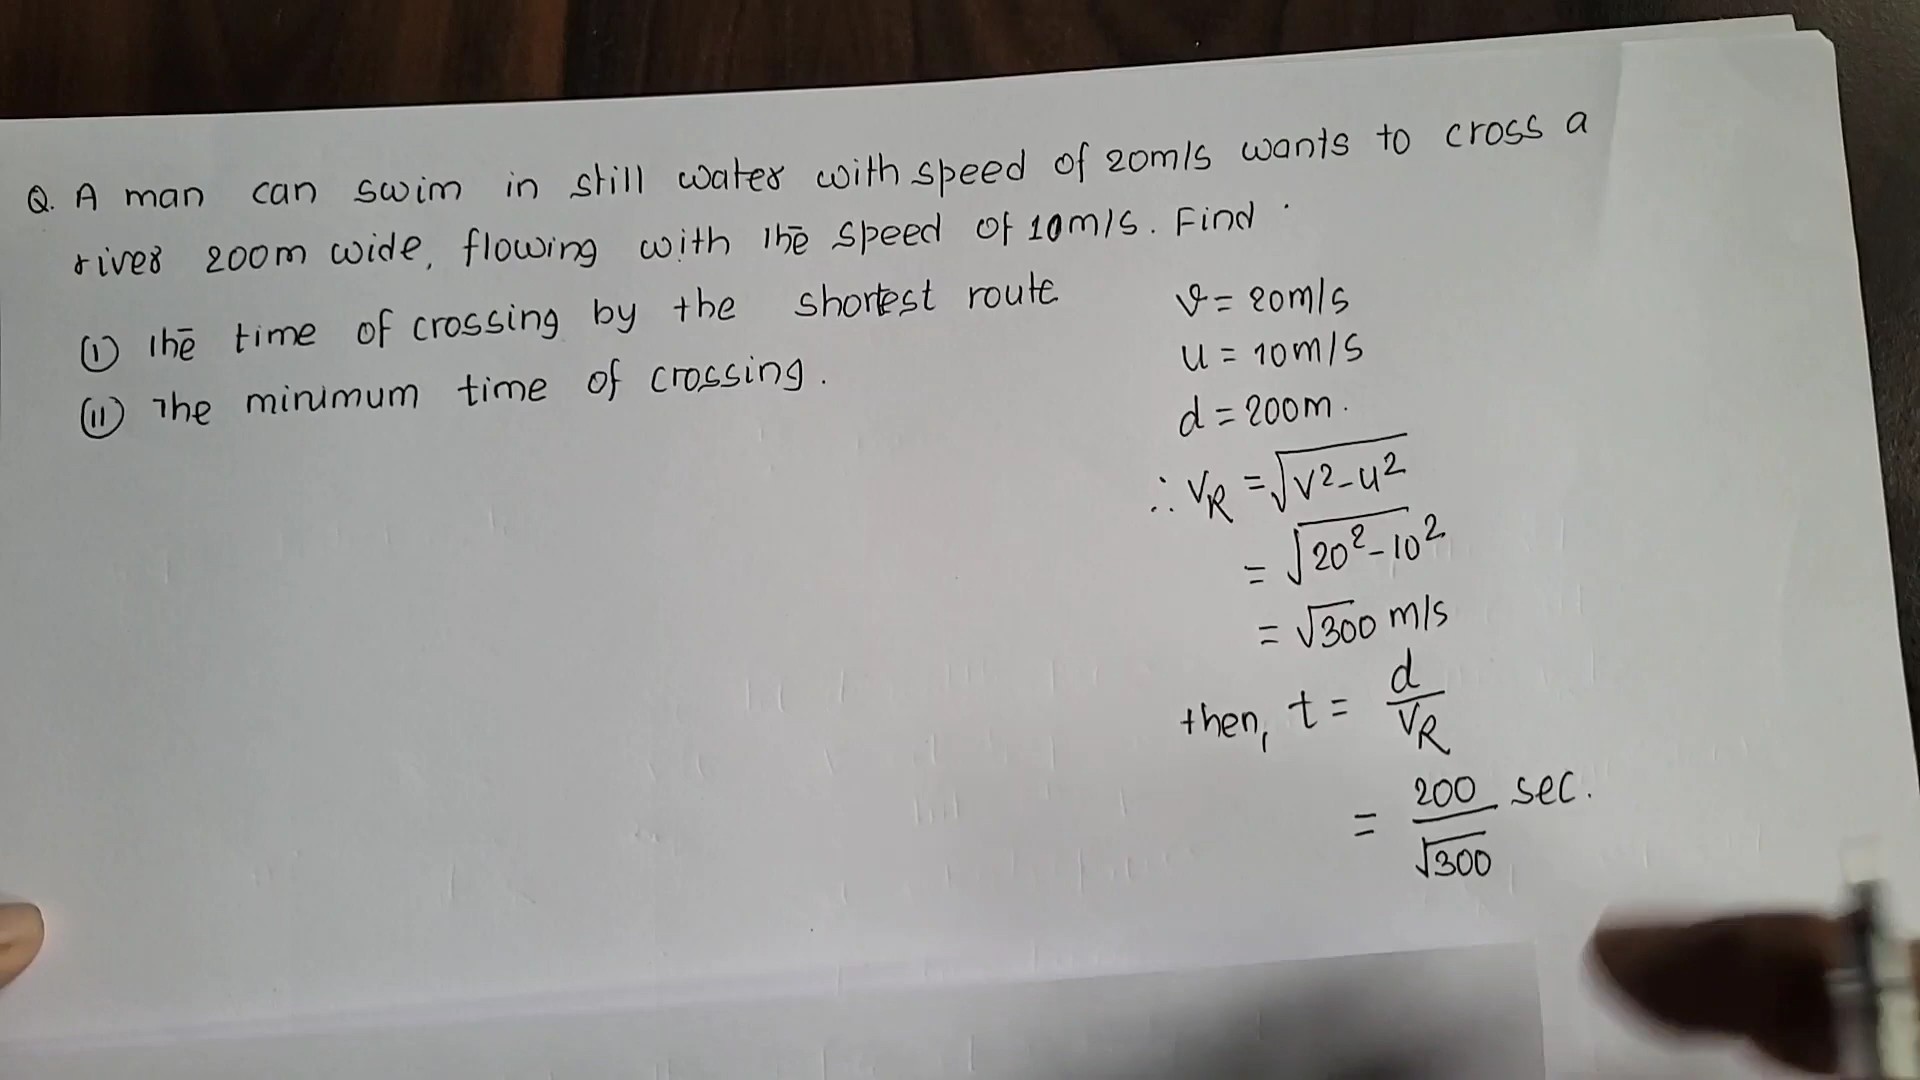 Q. A man can swim in still water with speed of 20m/s wants to cross a
river 200m wide, flowing with the speed of 10m/s. Find
(i) The time of crossing by the shortest route
(ii) The minimum time of crossing.
v = 20m/s
u = 10m/s
d = 200m.
∴ VR = √(v² - u²)
= √(20² - 10²)
= √300 m/s
then, t = d/VR
= 200/√300 sec.